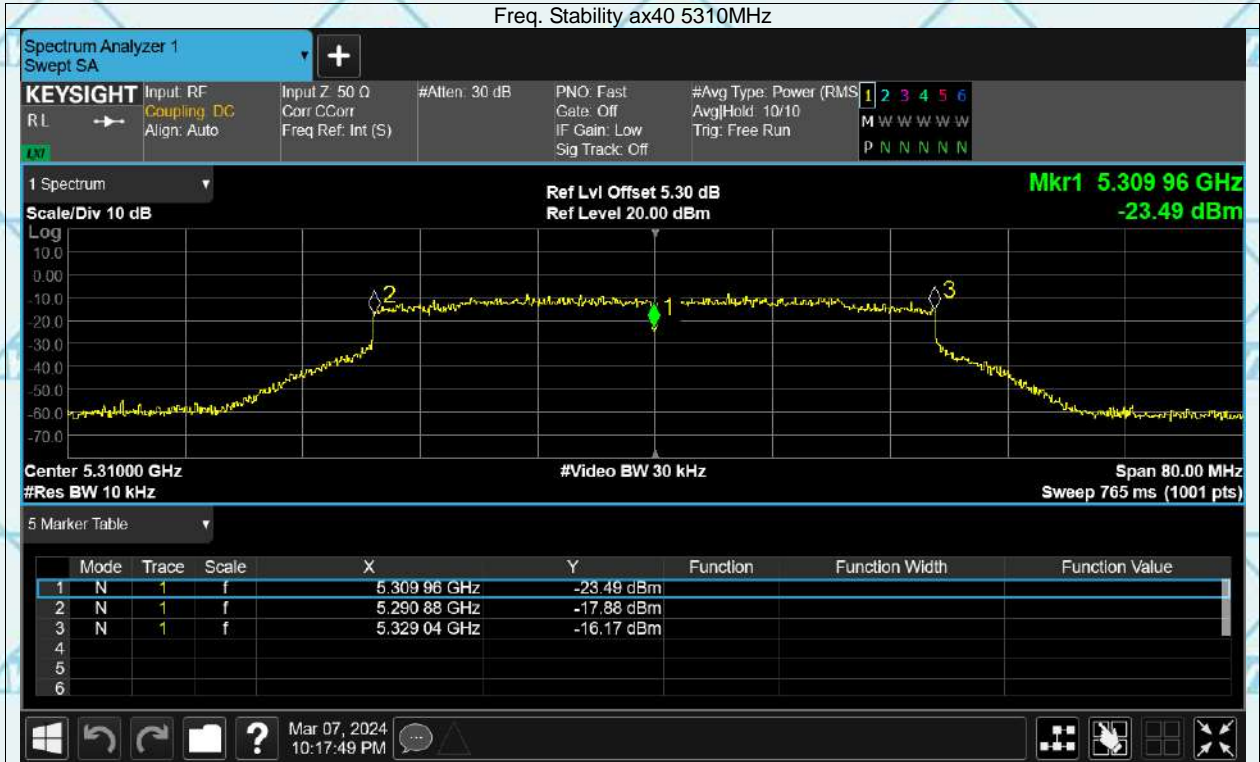 Freq. Stability ax40 5310MHz
Spectrum Analyzer 1
Swept SA
KEYSIGHT
RL
LXI
Input: RF
Coupling: DC
Align: Auto
Input Z: 50 Ω
Corr CCorr
Freq Ref: Int (S)
#Atten: 30 dB
PNO: Fast
Gate: Off
IF Gain: Low
Sig Track: Off
#Avg Type: Power (RMS
Avg|Hold: 10/10
Trig: Free Run
1 2 3 4 5 6
M W W W W W
P N N N N N
1 Spectrum
Scale/Div 10 dB
Ref Lvl Offset 5.30 dB
Ref Level 20.00 dBm
Mkr1 5.309 96 GHz
-23.49 dBm
Log
10.0
0.00
-10.0
-20.0
-30.0
-40.0
-50.0
-60.0
-70.0
2
1
3
Center 5.31000 GHz
#Res BW 10 kHz
#Video BW 30 kHz
Span 80.00 MHz
Sweep 765 ms (1001 pts)
5 Marker Table
Mode Trace Scale X Y Function Function Width Function Value
1 N 1 f 5.309 96 GHz -23.49 dBm
2 N 1 f 5.290 88 GHz -17.88 dBm
3 N 1 f 5.329 04 GHz -16.17 dBm
4
5
6
?
Mar 07, 2024
10:17:49 PM